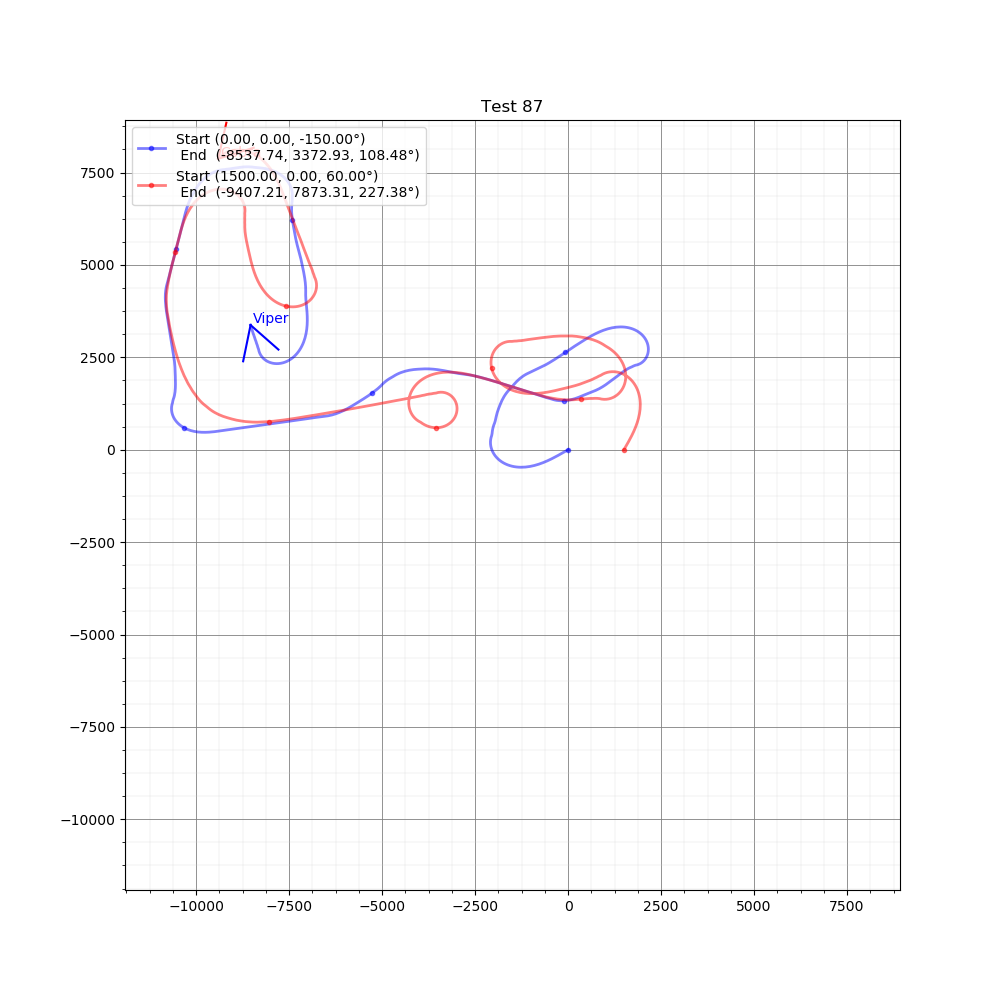 Test 87
Start (0.00, 0.00, -150.00°)
End (-8537.74, 3372.93, 108.48°)
Start (1500.00, 0.00, 60.00°)
End (-9407.21, 7873.31, 227.38°)
7500
5000
Viper
2500
0
−2500
−5000
−7500
−10000
−10000 −7500 −5000 −2500 0 2500 5000 7500